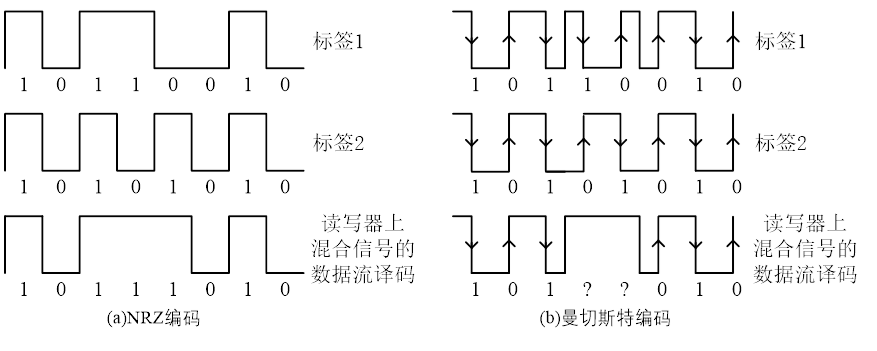 标签1
1 0 1 1 0 0 1 0
标签2
1 0 1 0 1 0 1 0
读写器上
混合信号的
数据流译码
1 0 1 1 1 0 1 0
(a)NRZ编码
标签1
1 0 1 1 0 0 1 0
标签2
1 0 1 0 1 0 1 0
读写器上
混合信号的
数据流译码
1 0 1 ? ? 0 1 0
(b)曼切斯特编码